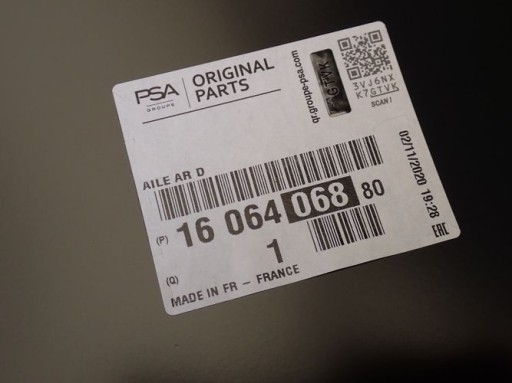 PSA
GROUPE
ORIGINAL
PARTS
qr.groupe-psa.com
GTVK
3VJ6NX
K7GTVK
SCAN!
AILE AR D
(P) 16 064 068 80
(Q) 1
MADE IN FR – FRANCE
02/11/2020 19:28
EAC